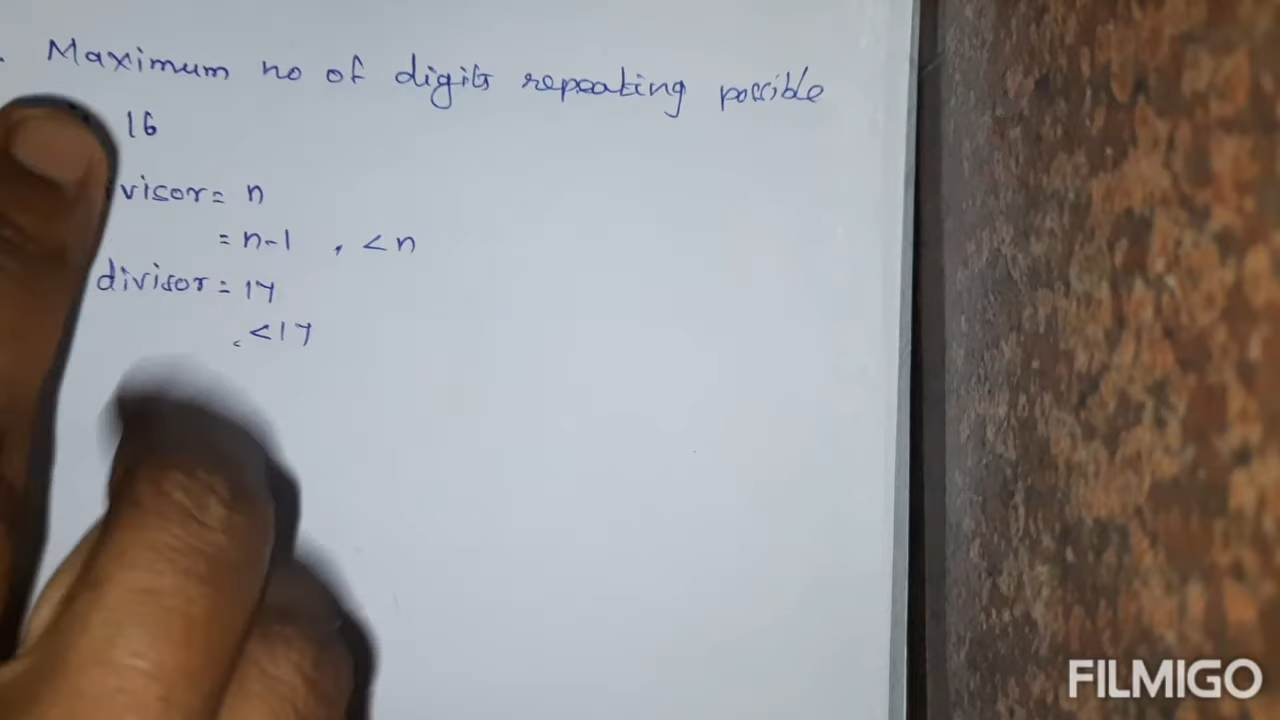 Maximum no of digits repeating possible
16
visor = n
= n-1 , < n
divisor = 17
< 17
FILMIGO